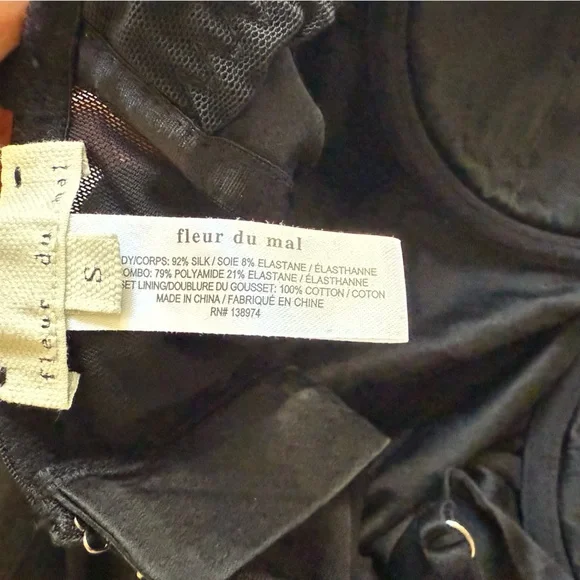 fleur du mal
S
fleur du mal
DY/CORPS: 92% SILK / SOIE 8% ELASTANE / ÉLASTHANNE
OMBO: 79% POLYAMIDE 21% ELASTANE / ÉLASTHANNE
ET LINING/DOUBLURE DU GOUSSET: 100% COTTON / COTON
MADE IN CHINA / FABRIQUÉ EN CHINE
RN# 138974